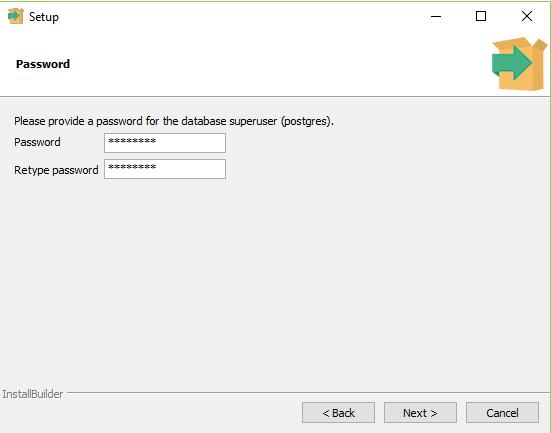 Setup
Password
Please provide a password for the database superuser (postgres).
Password ********
Retype password ********
InstallBuilder
< Back Next > Cancel